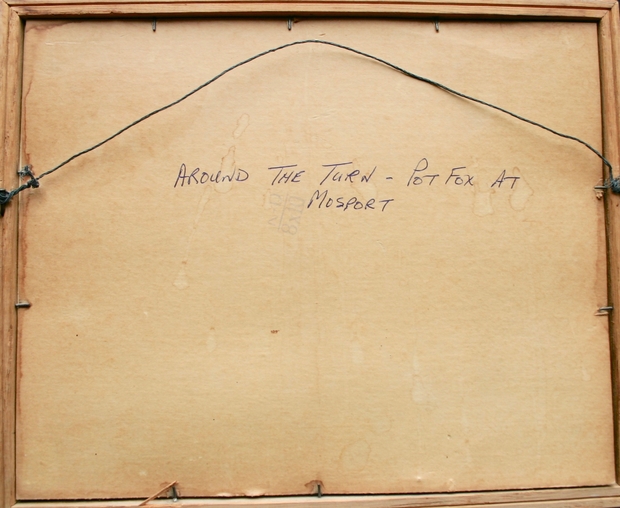 AROUND THE TURN - POT FOX AT
MOSPORT